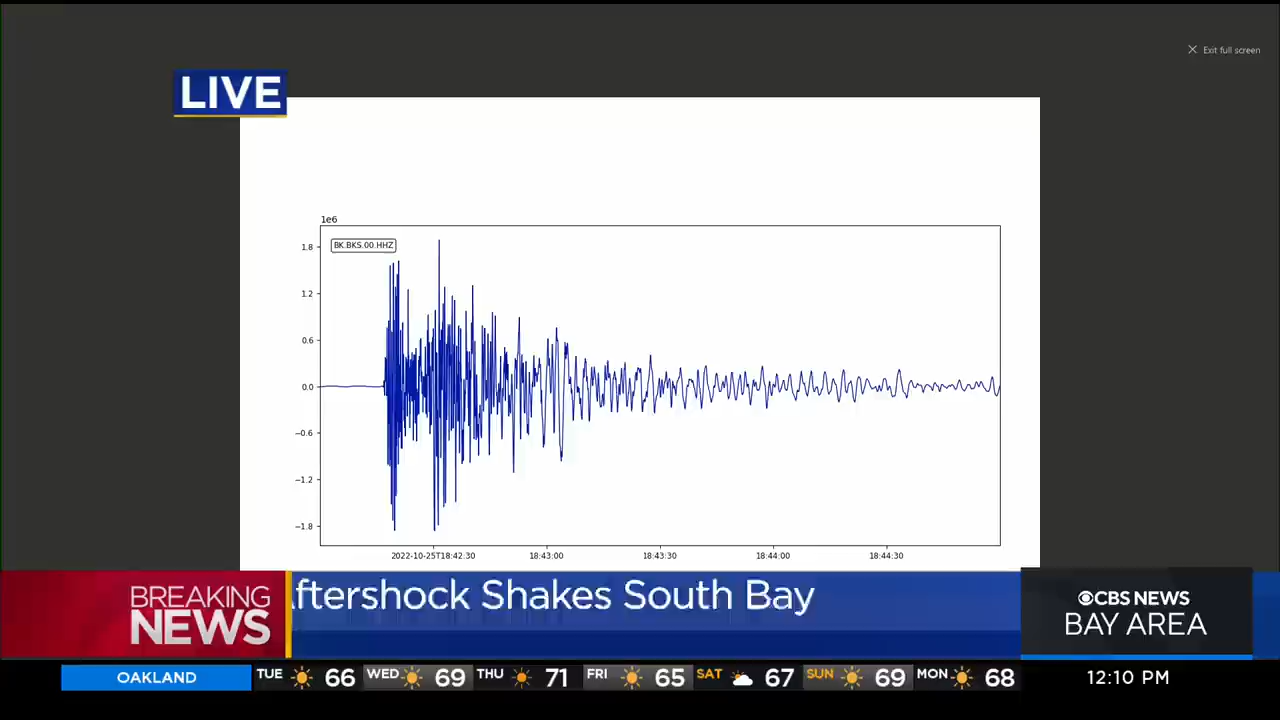 Exit full screen
LIVE
1e6
BK.BKS.00.HHZ
1.8
1.2
0.6
0.0
−0.6
−1.2
−1.8
2022-10-25T18:42:30
18:43:00
18:43:30
18:44:00
18:44:30
BREAKING
NEWS
ftershock Shakes South Bay
CBS NEWS
BAY AREA
OAKLAND TUE 66 WED 69 THU 71 FRI 65 SAT 67 SUN 69 MON 68 12:10 PM